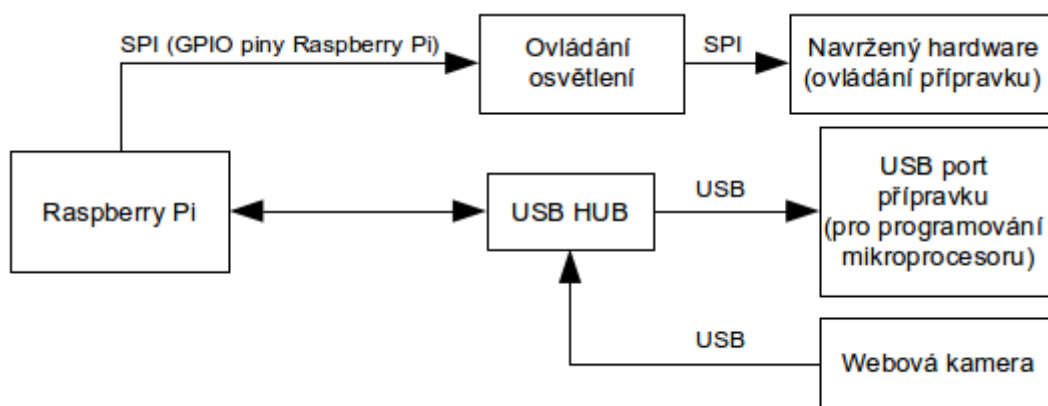 SPI (GPIO piny Raspberry Pi)
Ovládání
osvětlení
SPI
Navržený hardware
(ovládání přípravku)
Raspberry Pi
USB HUB
USB
USB port
přípravku
(pro programování
mikroprocesoru)
USB
Webová kamera